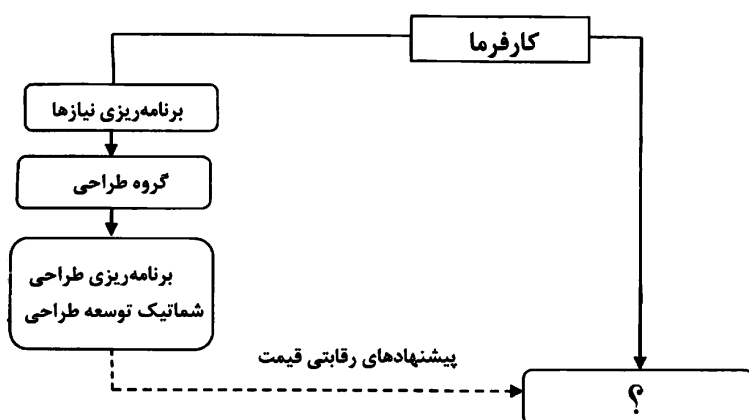 کارفرما
برنامه‌ریزی نیازها
گروه طراحی
برنامه‌ریزی طراحی
شماتیک توسعه طراحی
پیشنهادهای رقابتی قیمت
؟